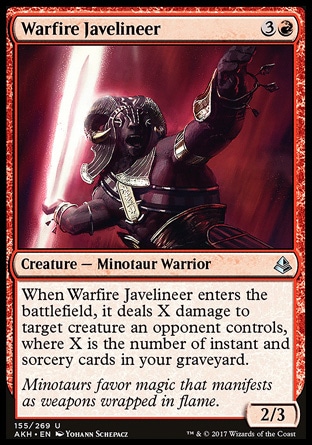 Warfire Javelineer 3
Creature — Minotaur Warrior
When Warfire Javelineer enters the
battlefield, it deals X damage to
target creature an opponent controls,
where X is the number of instant and
sorcery cards in your graveyard.
Minotaurs favor magic that manifests
as weapons wrapped in flame.
2/3
155/269 U
AKH • EN Yohann Schepacz
™ & © 2017 Wizards of the Coast